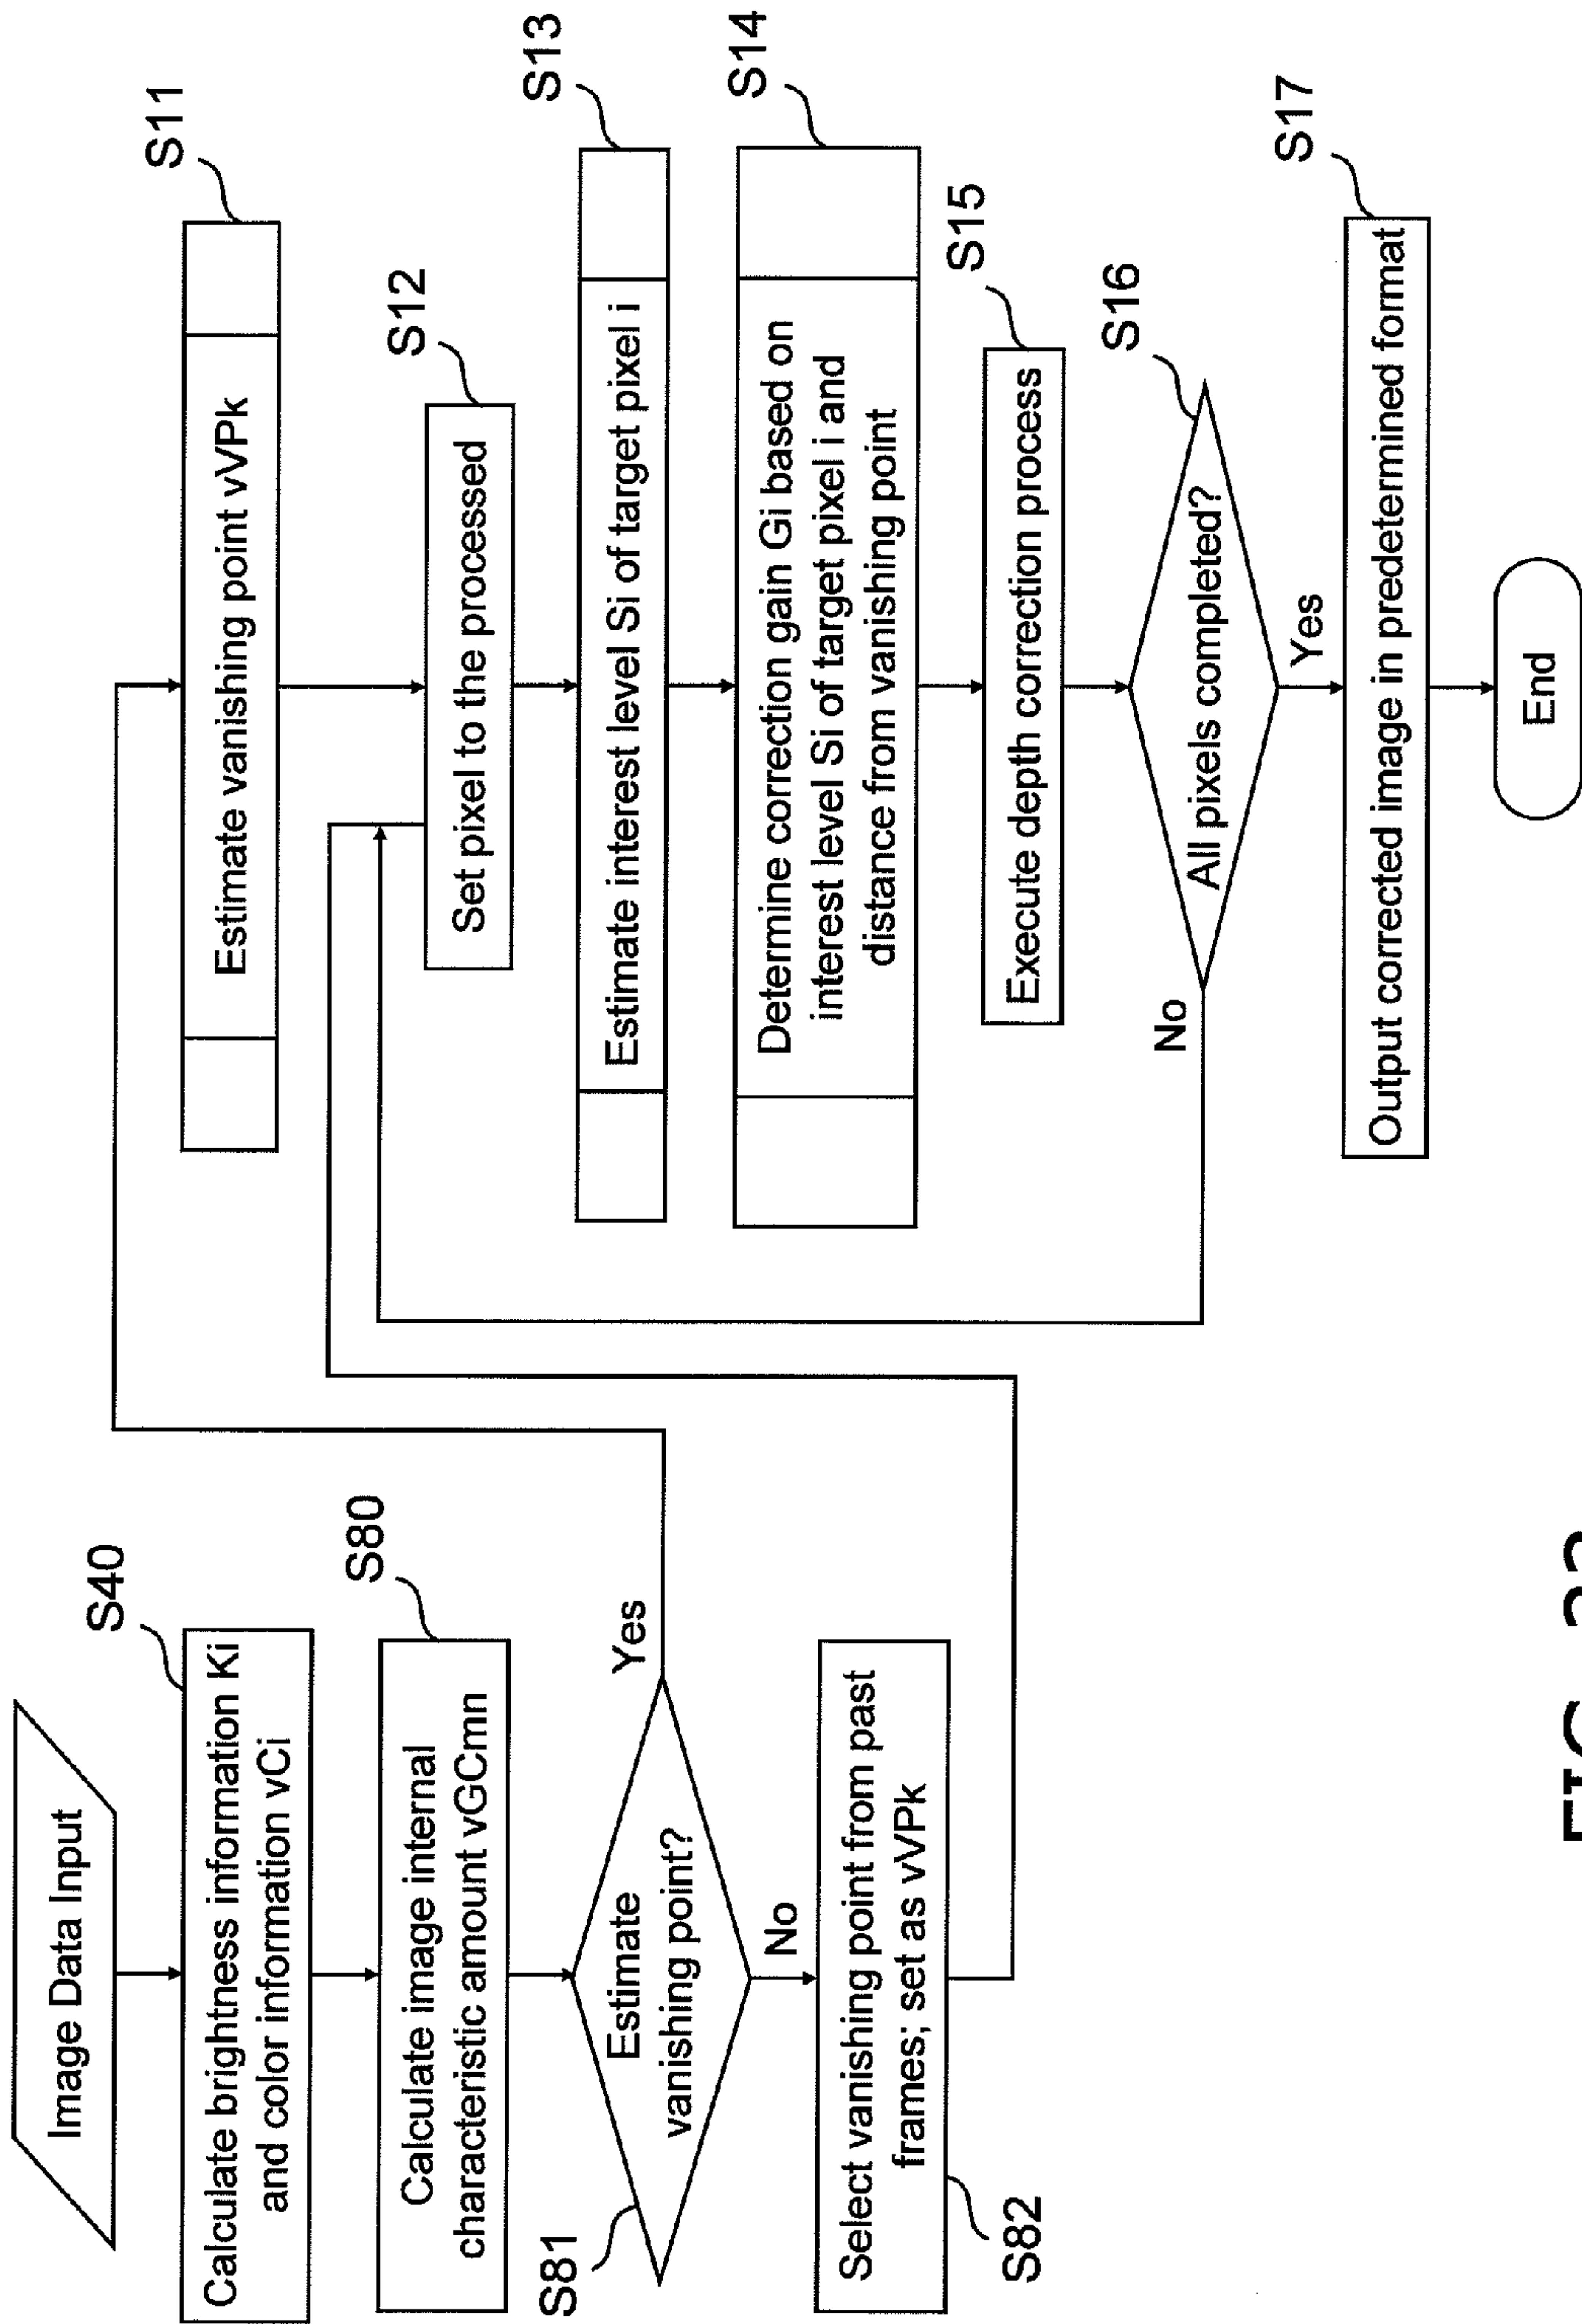 Image Data Input
S40
Calculate brightness information Ki
and color information vCi
S80
Calculate image internal
characteristic amount vGCmn
S81
Estimate
vanishing point?
Yes
No
Select vanishing point from past
frames; set as vVPk
S82
S11
Estimate vanishing point vVPk
S12
Set pixel to the processed
S13
Estimate interest level Si of target pixel i
S14
Determine correction gain Gi based on
interest level Si of target pixel i and
distance from vanishing point
S15
Execute depth correction process
S16
All pixels completed?
No
Yes
S17
Output corrected image in predetermined format
End